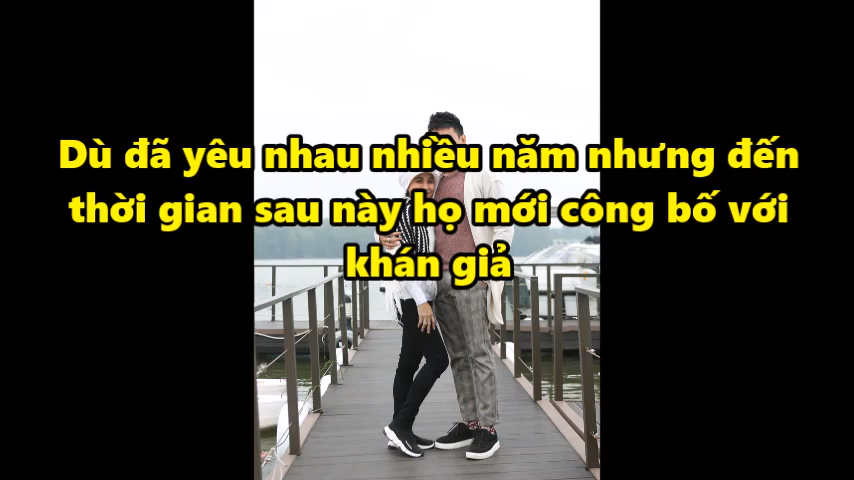 Dù đã yêu nhau nhiều năm nhưng đến
thời gian sau này họ mới công bố với
khán giả